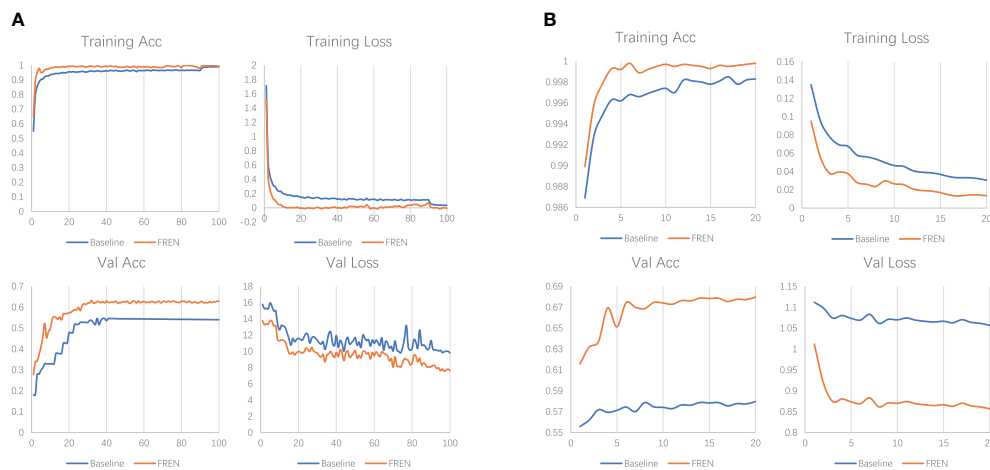 A
Training Acc
1
0.9
0.8
0.7
0.6
0.5
0.4
0.3
0.2
0.1
0
0 20 40 60 80 100
Baseline FREN
Training Loss
2
1.8
1.6
1.4
1.2
1
0.8
0.6
0.4
0.2
0
-0.2
0 20 40 60 80 100
Baseline FREN
Val Acc
0.7
0.6
0.5
0.4
0.3
0.2
0.1
0
0 20 40 60 80 100
Baseline FREN
Val Loss
18
16
14
12
10
8
6
4
2
0
0 20 40 60 80 100
Baseline FREN
B
Training Acc
1
0.998
0.996
0.994
0.992
0.99
0.988
0.986
0 5 10 15 20
Baseline FREN
Training Loss
0.16
0.14
0.12
0.1
0.08
0.06
0.04
0.02
0
0 5 10 15 20
Baseline FREN
Val Acc
0.69
0.67
0.65
0.63
0.61
0.59
0.57
0.55
0 5 10 15 20
Baseline FREN
Val Loss
1.15
1.1
1.05
1
0.95
0.9
0.85
0.8
0 5 10 15 20
Baseline FREN